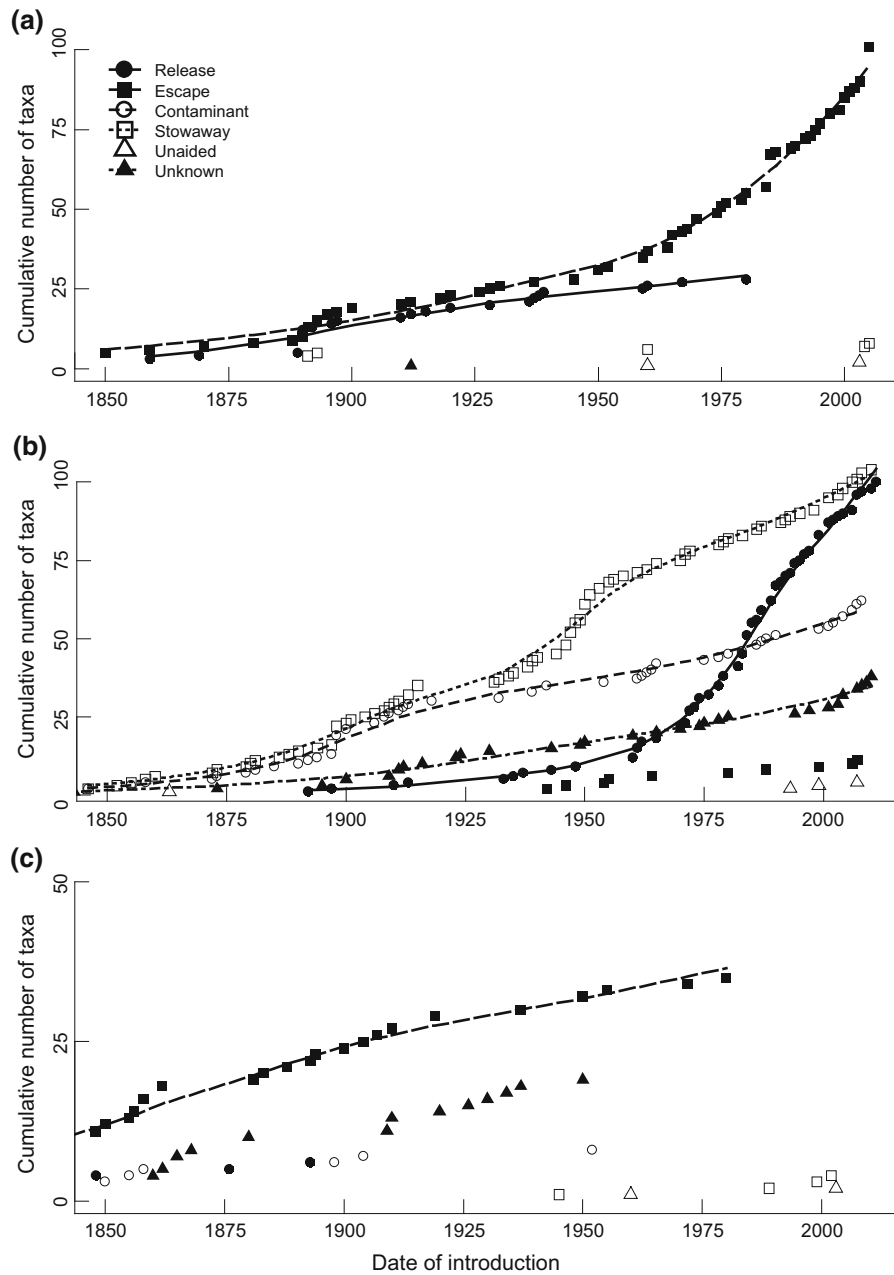 (a)
Cumulative number of taxa
100
75
50
25
0
Release
Escape
Contaminant
Stowaway
Unaided
Unknown
1850 1875 1900 1925 1950 1975 2000
(b)
Cumulative number of taxa
100
75
50
25
0
1850 1875 1900 1925 1950 1975 2000
(c)
Cumulative number of taxa
50
25
0
1850 1875 1900 1925 1950 1975 2000
Date of introduction